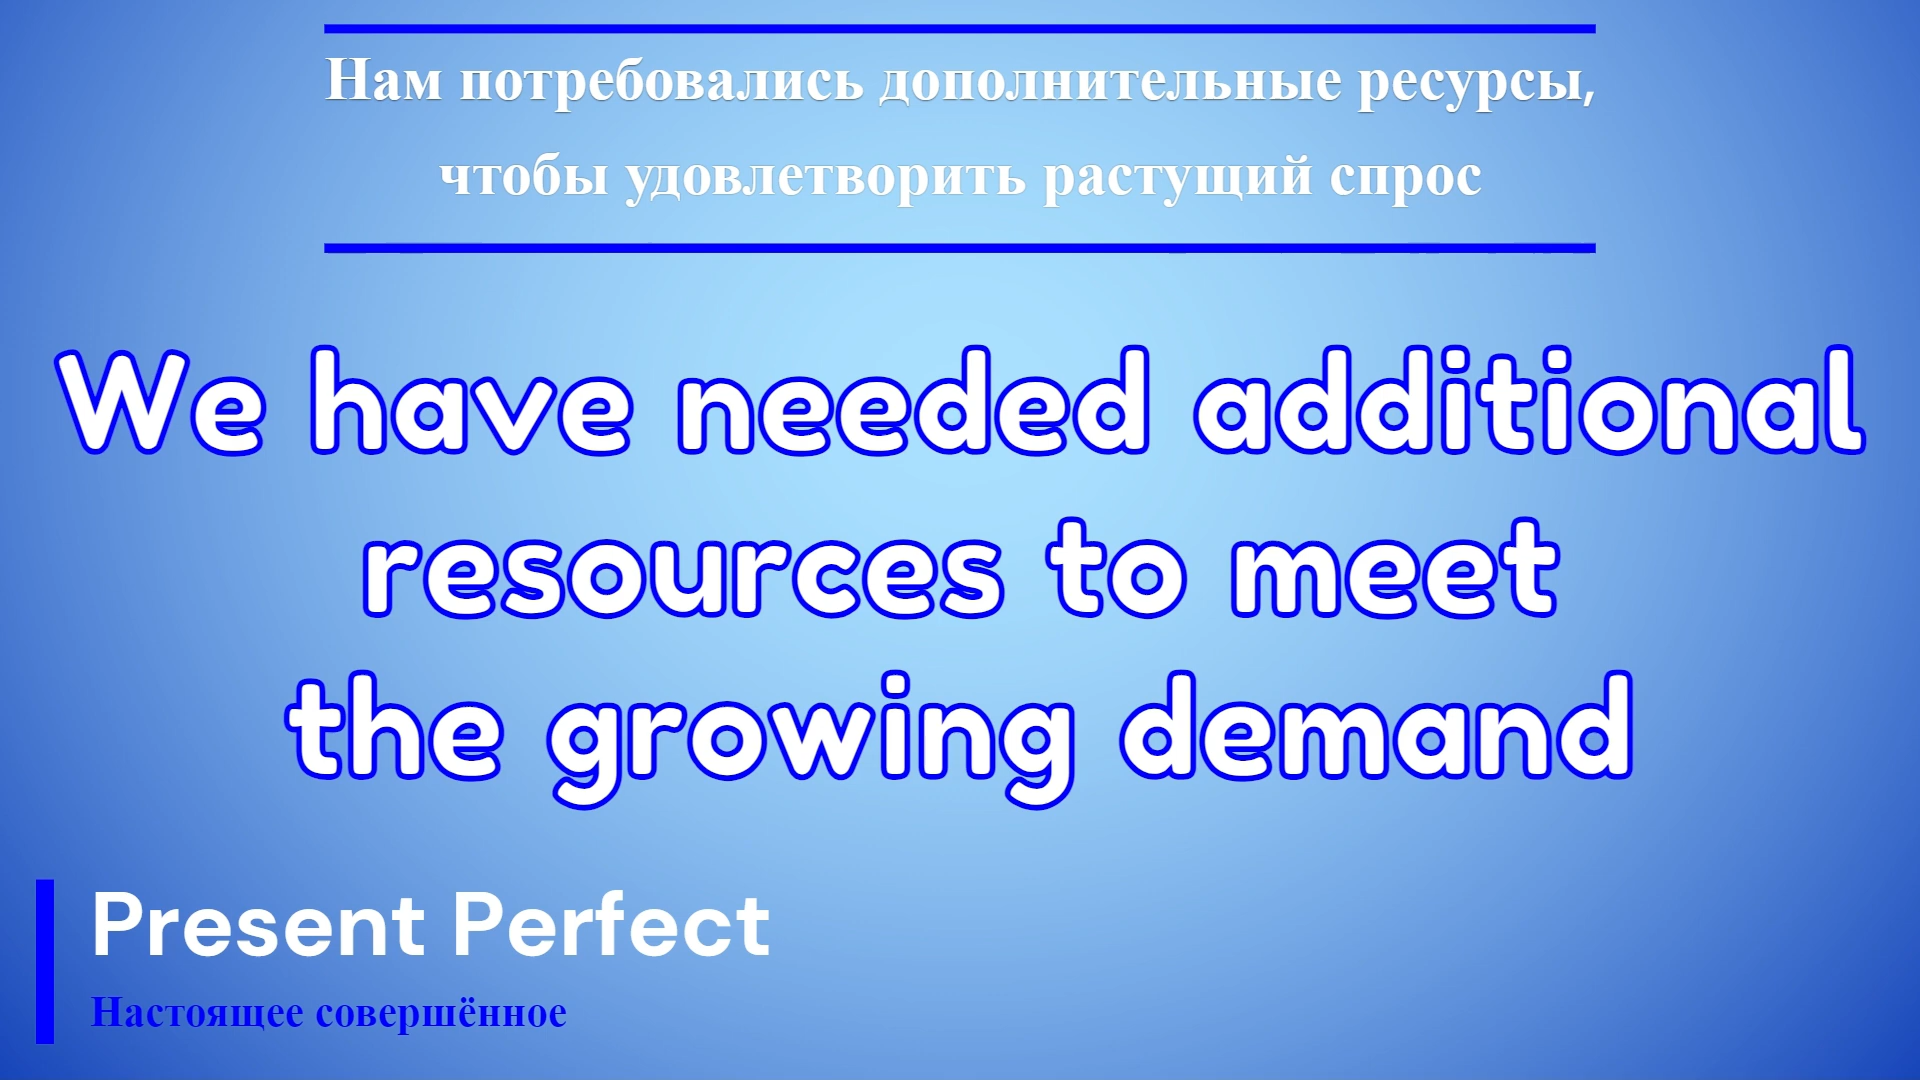 Нам потребовались дополнительные ресурсы,
чтобы удовлетворить растущий спрос
We have needed additional
resources to meet
the growing demand
Present Perfect
Настоящее совершённое